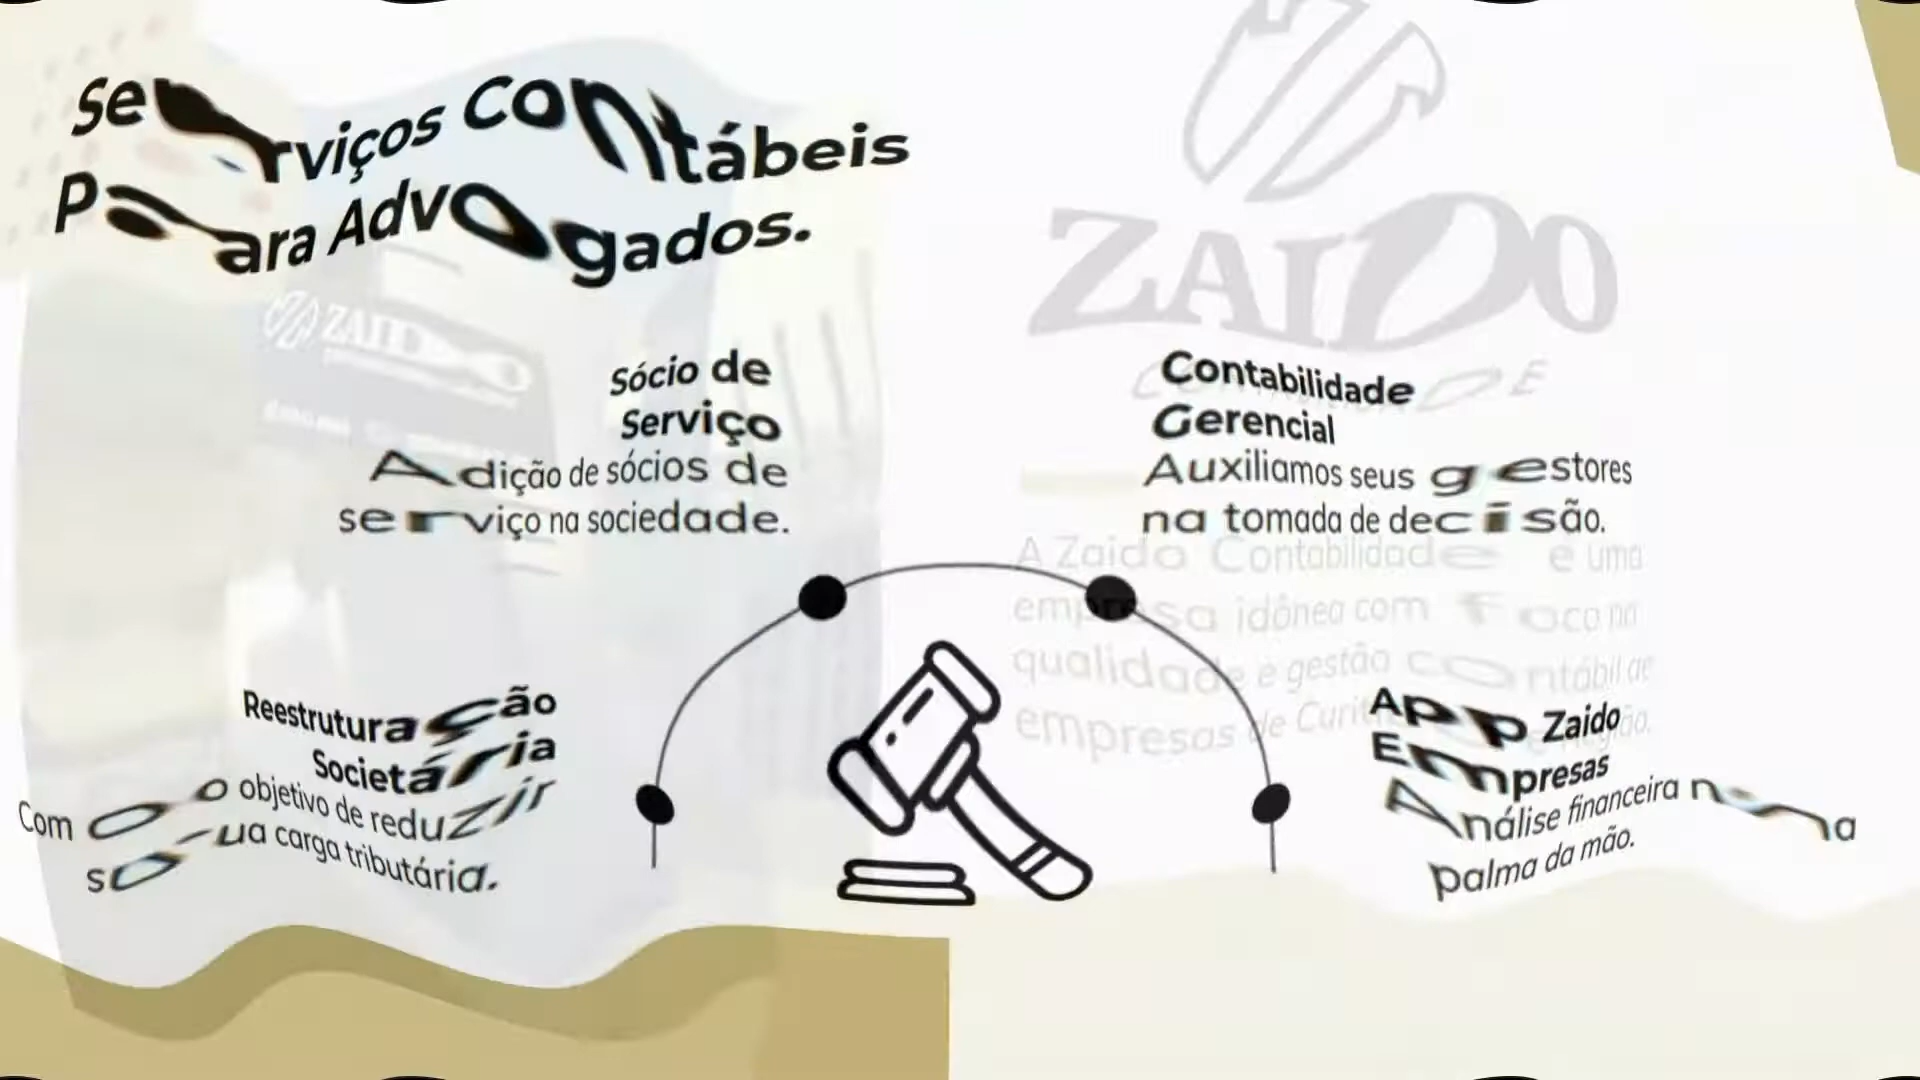 Serviços Contábeis
Para Advogados.
ZAIDO
ZAIDO
Sócio de
Serviço
Adição de sócios de
serviço na sociedade.
Contabilidade
Gerencial
Auxiliamos seus gestores
na tomada de decisão.
A Zaido Contabilidade é uma
empresa idônea com foco na
qualidade e gestão contábil de
empresas de Curitiba e Região.
Reestruturação
Societária
Com o objetivo de reduzir
sua carga tributária.
App Zaido
Empresas
Análise financeira na
palma da mão.